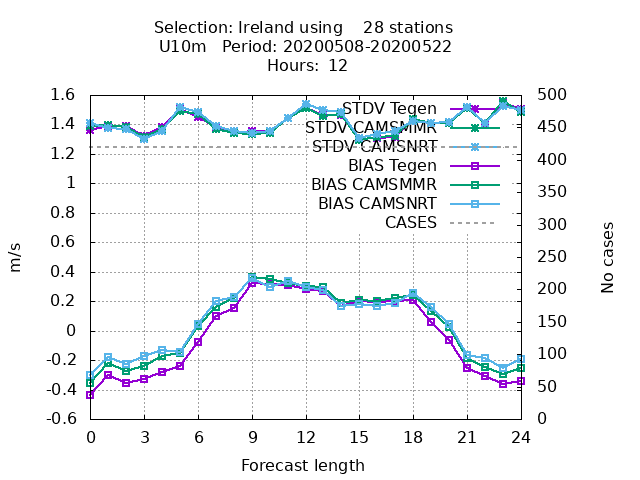 Selection: Ireland using    28 stations
U10m   Period: 20200508-20200522
Hours: 12
1.6
1.4
1.2
1
0.8
0.6
0.4
0.2
0
-0.2
-0.4
-0.6
m/s
STDV Tegen
STDV CAMSMMR
STDV CAMSNRT
BIAS Tegen
BIAS CAMSMMR
BIAS CAMSNRT
CASES
500
450
400
350
300
250
200
150
100
50
0
No cases
0 3 6 9 12 15 18 21 24
Forecast length